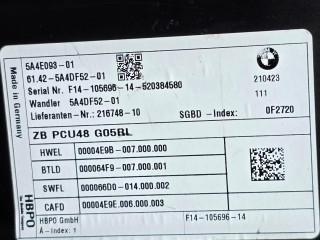 5A4E093-01
61.42-5A4DF52-01
Serial Nr. F14-105696-14-520384580
Wandler 5A4DF52-01
Lieferanten-Nr.: 216748-10
SGBD -Index: 0F2720
210423
111
Made in Germany
ZB PCU48 G05BL
HWEL 00004E9B-007.000.000
BTLD 000064F9-007.000.001
SWFL 000066D0-014.000.002
CAFD 00004E9E.006.000.003
HBPO
HBPO GmbH
A-Index: 1
F14-105696-14